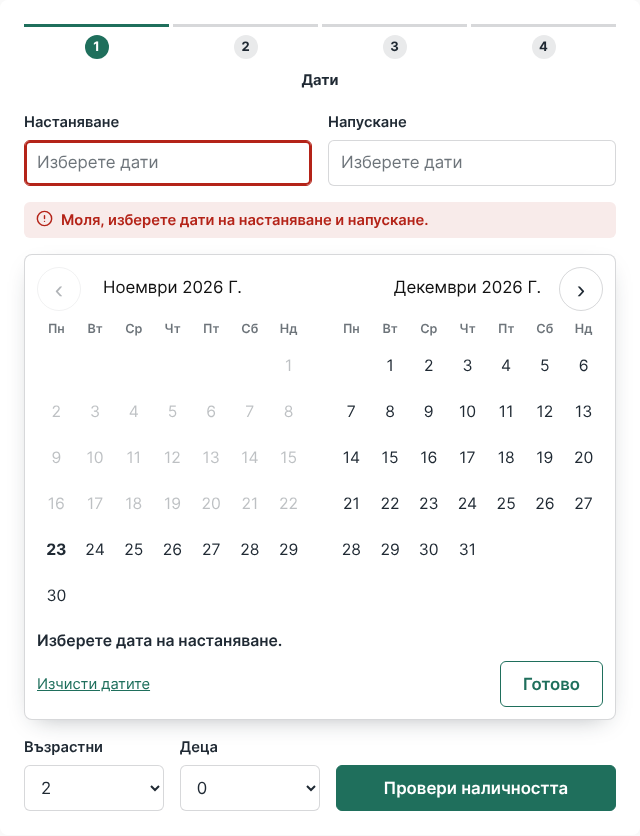 1 2 3 4
Дати
Настаняване Напускане
Изберете дати Изберете дати
Моля, изберете дати на настаняване и напускане.
‹ Ноември 2026 Г. Декември 2026 Г. ›
Пн Вт Ср Чт Пт Сб Нд Пн Вт Ср Чт Пт Сб Нд
1 1 2 3 4 5 6
2 3 4 5 6 7 8 7 8 9 10 11 12 13
9 10 11 12 13 14 15 14 15 16 17 18 19 20
16 17 18 19 20 21 22 21 22 23 24 25 26 27
23 24 25 26 27 28 29 28 29 30 31
30
Изберете дата на настаняване.
Изчисти датите Готово
Възрастни Деца
2 0 Провери наличността